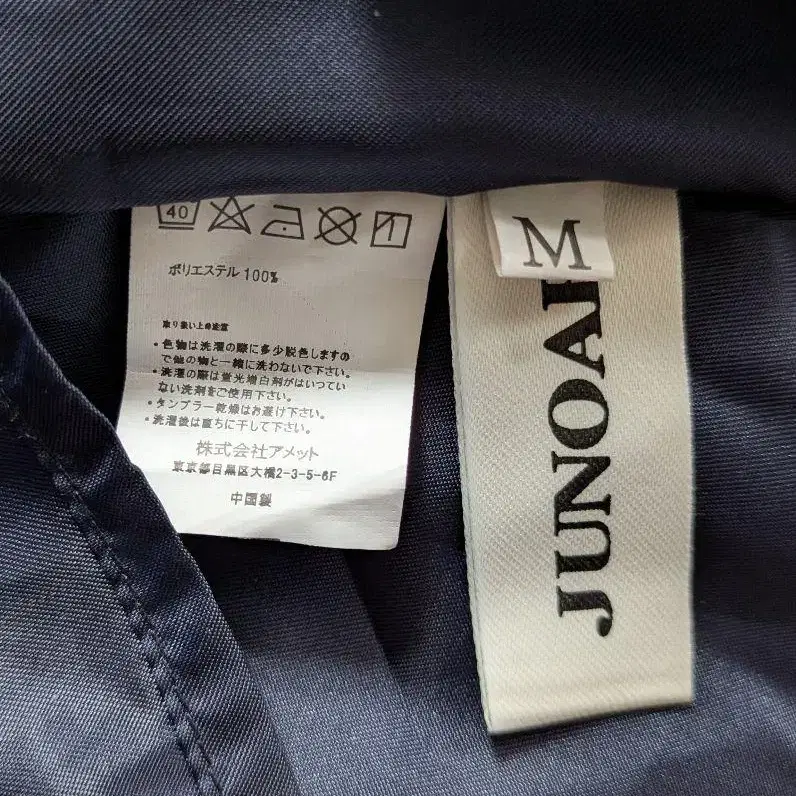 40
ポリエステル 100%
取り扱い上の注意
・色物は洗濯の際に多少脱色しますの
で他の物と一緒に洗わないで下さい。
・洗濯の際は蛍光増白剤がはいってい
ない洗剤をご使用下さい。
・タンブラー乾燥はお避け下さい。
・洗濯後は直ちに干して下さい。
株式会社アメット
東京都目黒区大橋2-3-5-6F
中国製
M